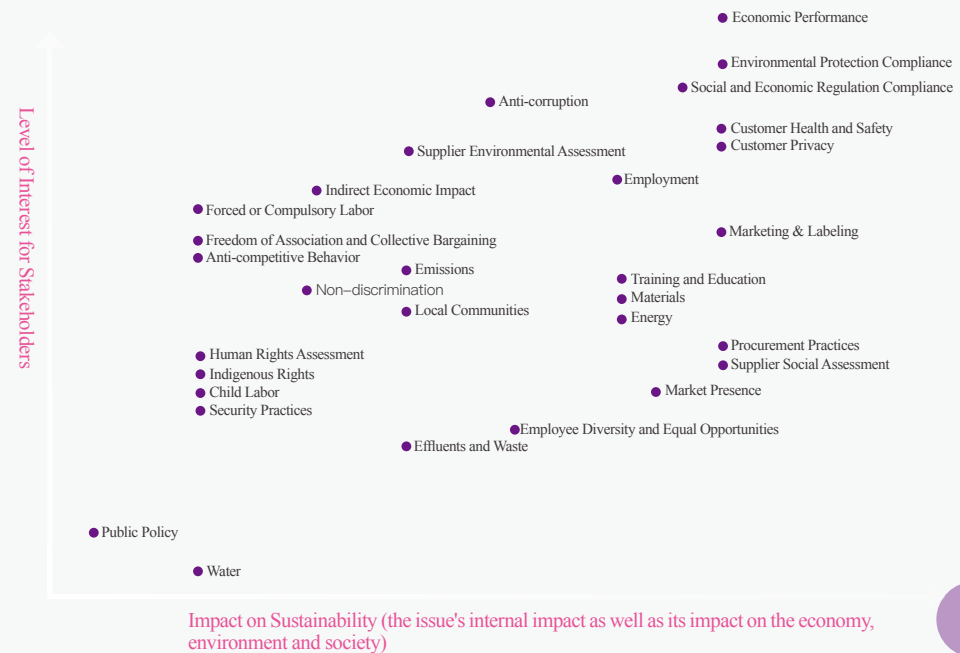 Economic Performance
Environmental Protection Compliance
Social and Economic Regulation Compliance
Anti-corruption
Customer Health and Safety
Customer Privacy
Supplier Environmental Assessment
Employment
Indirect Economic Impact
Forced or Compulsory Labor
Marketing & Labeling
Freedom of Association and Collective Bargaining
Anti-competitive Behavior
Emissions
Training and Education
Non-discrimination
Materials
Local Communities
Energy
Procurement Practices
Human Rights Assessment
Supplier Social Assessment
Indigenous Rights
Child Labor
Market Presence
Security Practices
Employee Diversity and Equal Opportunities
Effluents and Waste
Public Policy
Water
Level of Interest for Stakeholders
Impact on Sustainability (the issue's internal impact as well as its impact on the economy,
environment and society)